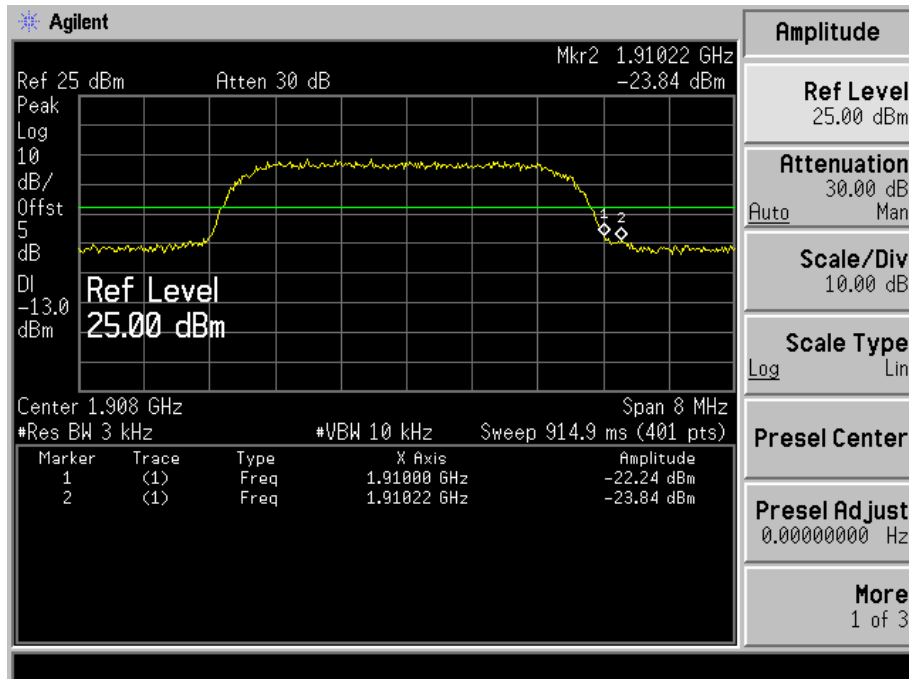 Agilent
Mkr2 1.91022 GHz
Ref 25 dBm Atten 30 dB -23.84 dBm
Peak
Log
10
dB/
Offst
5
dB
DI
-13.0
dBm
1
2
Ref Level
25.00 dBm
Center 1.908 GHz Span 8 MHz
#Res BW 3 kHz #VBW 10 kHz Sweep 914.9 ms (401 pts)
Marker Trace Type X Axis Amplitude
1 (1) Freq 1.91000 GHz -22.24 dBm
2 (1) Freq 1.91022 GHz -23.84 dBm
Amplitude
Ref Level
25.00 dBm
Attenuation
30.00 dB
Auto Man
Scale/Div
10.00 dB
Scale Type
Log Lin
Presel Center
Presel Adjust
0.00000000 Hz
More
1 of 3